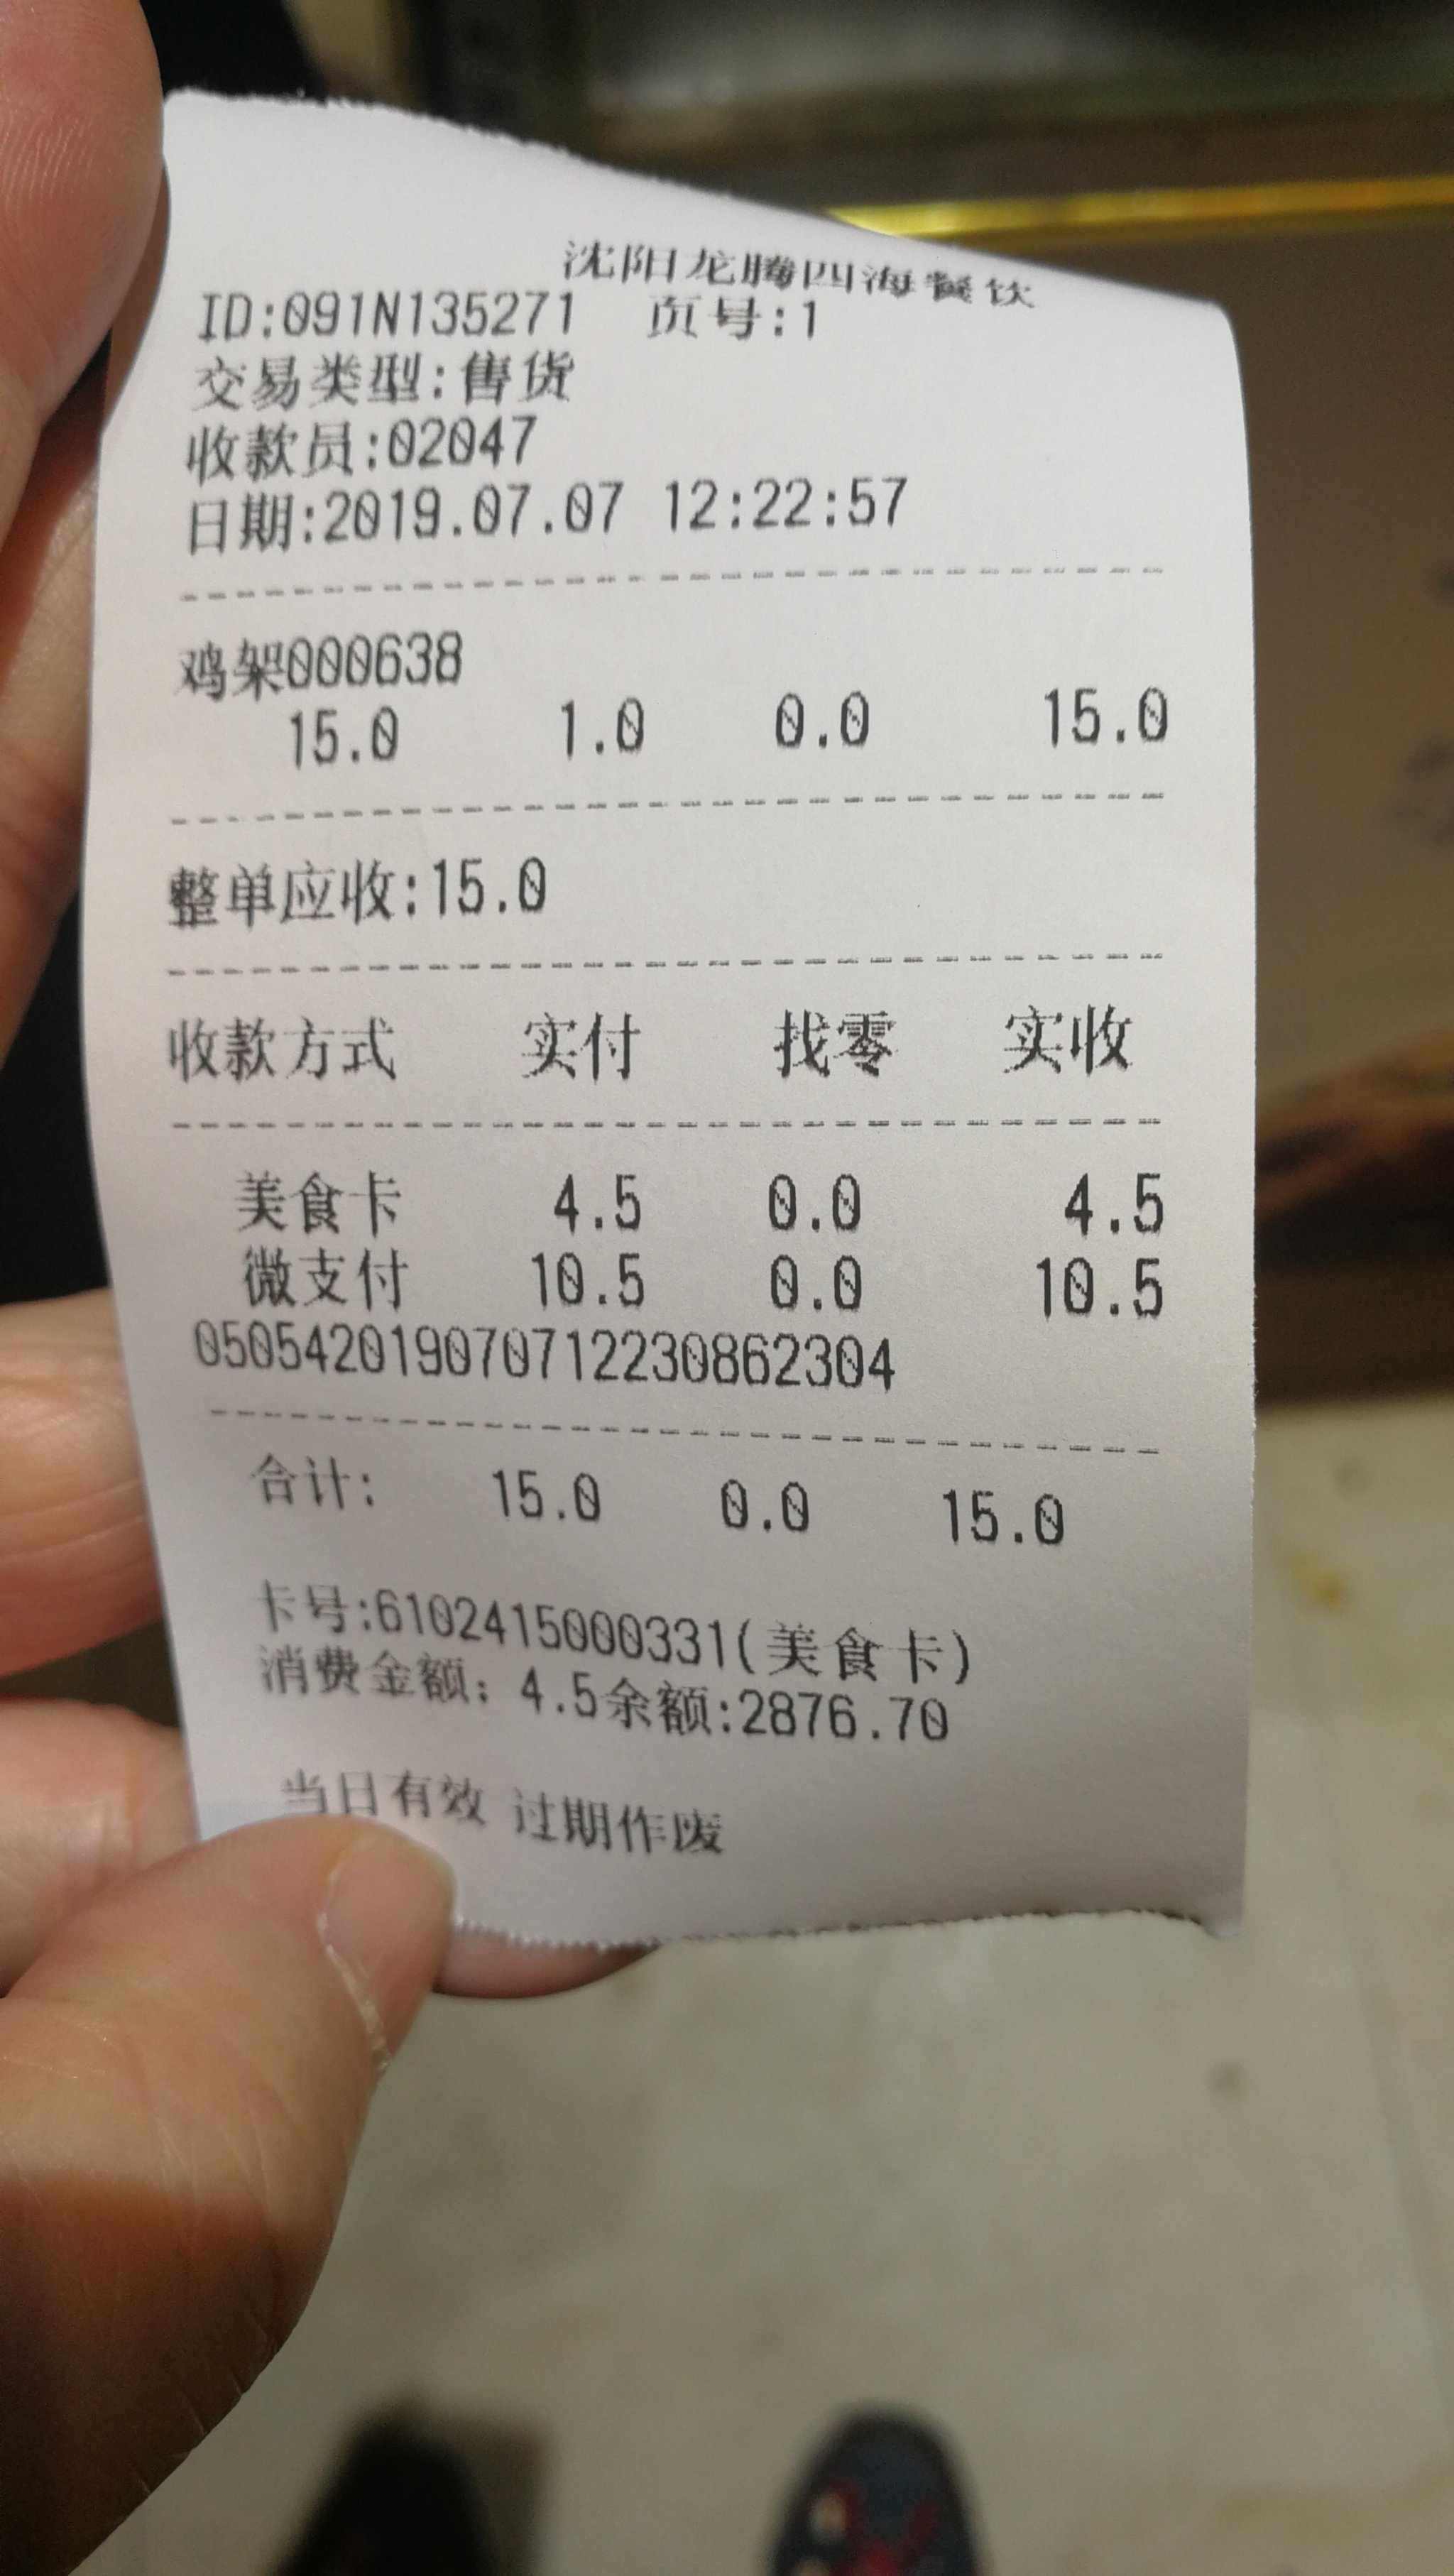 沈阳龙腾四海餐饮
ID:091N135271 页号:1
交易类型:售货
收款员:02047
日期:2019.07.07 12:22:57
鸡架000638
15.0 1.0 0.0 15.0
整单应收:15.0
收款方式 实付 找零 实收
美食卡 4.5 0.0 4.5
微支付 10.5 0.0 10.5
0505420190707122308​62304
合计: 15.0 0.0 15.0
卡号:6102415000331(美食卡)
消费金额: 4.5余额:2876.70
当日有效 过期作废